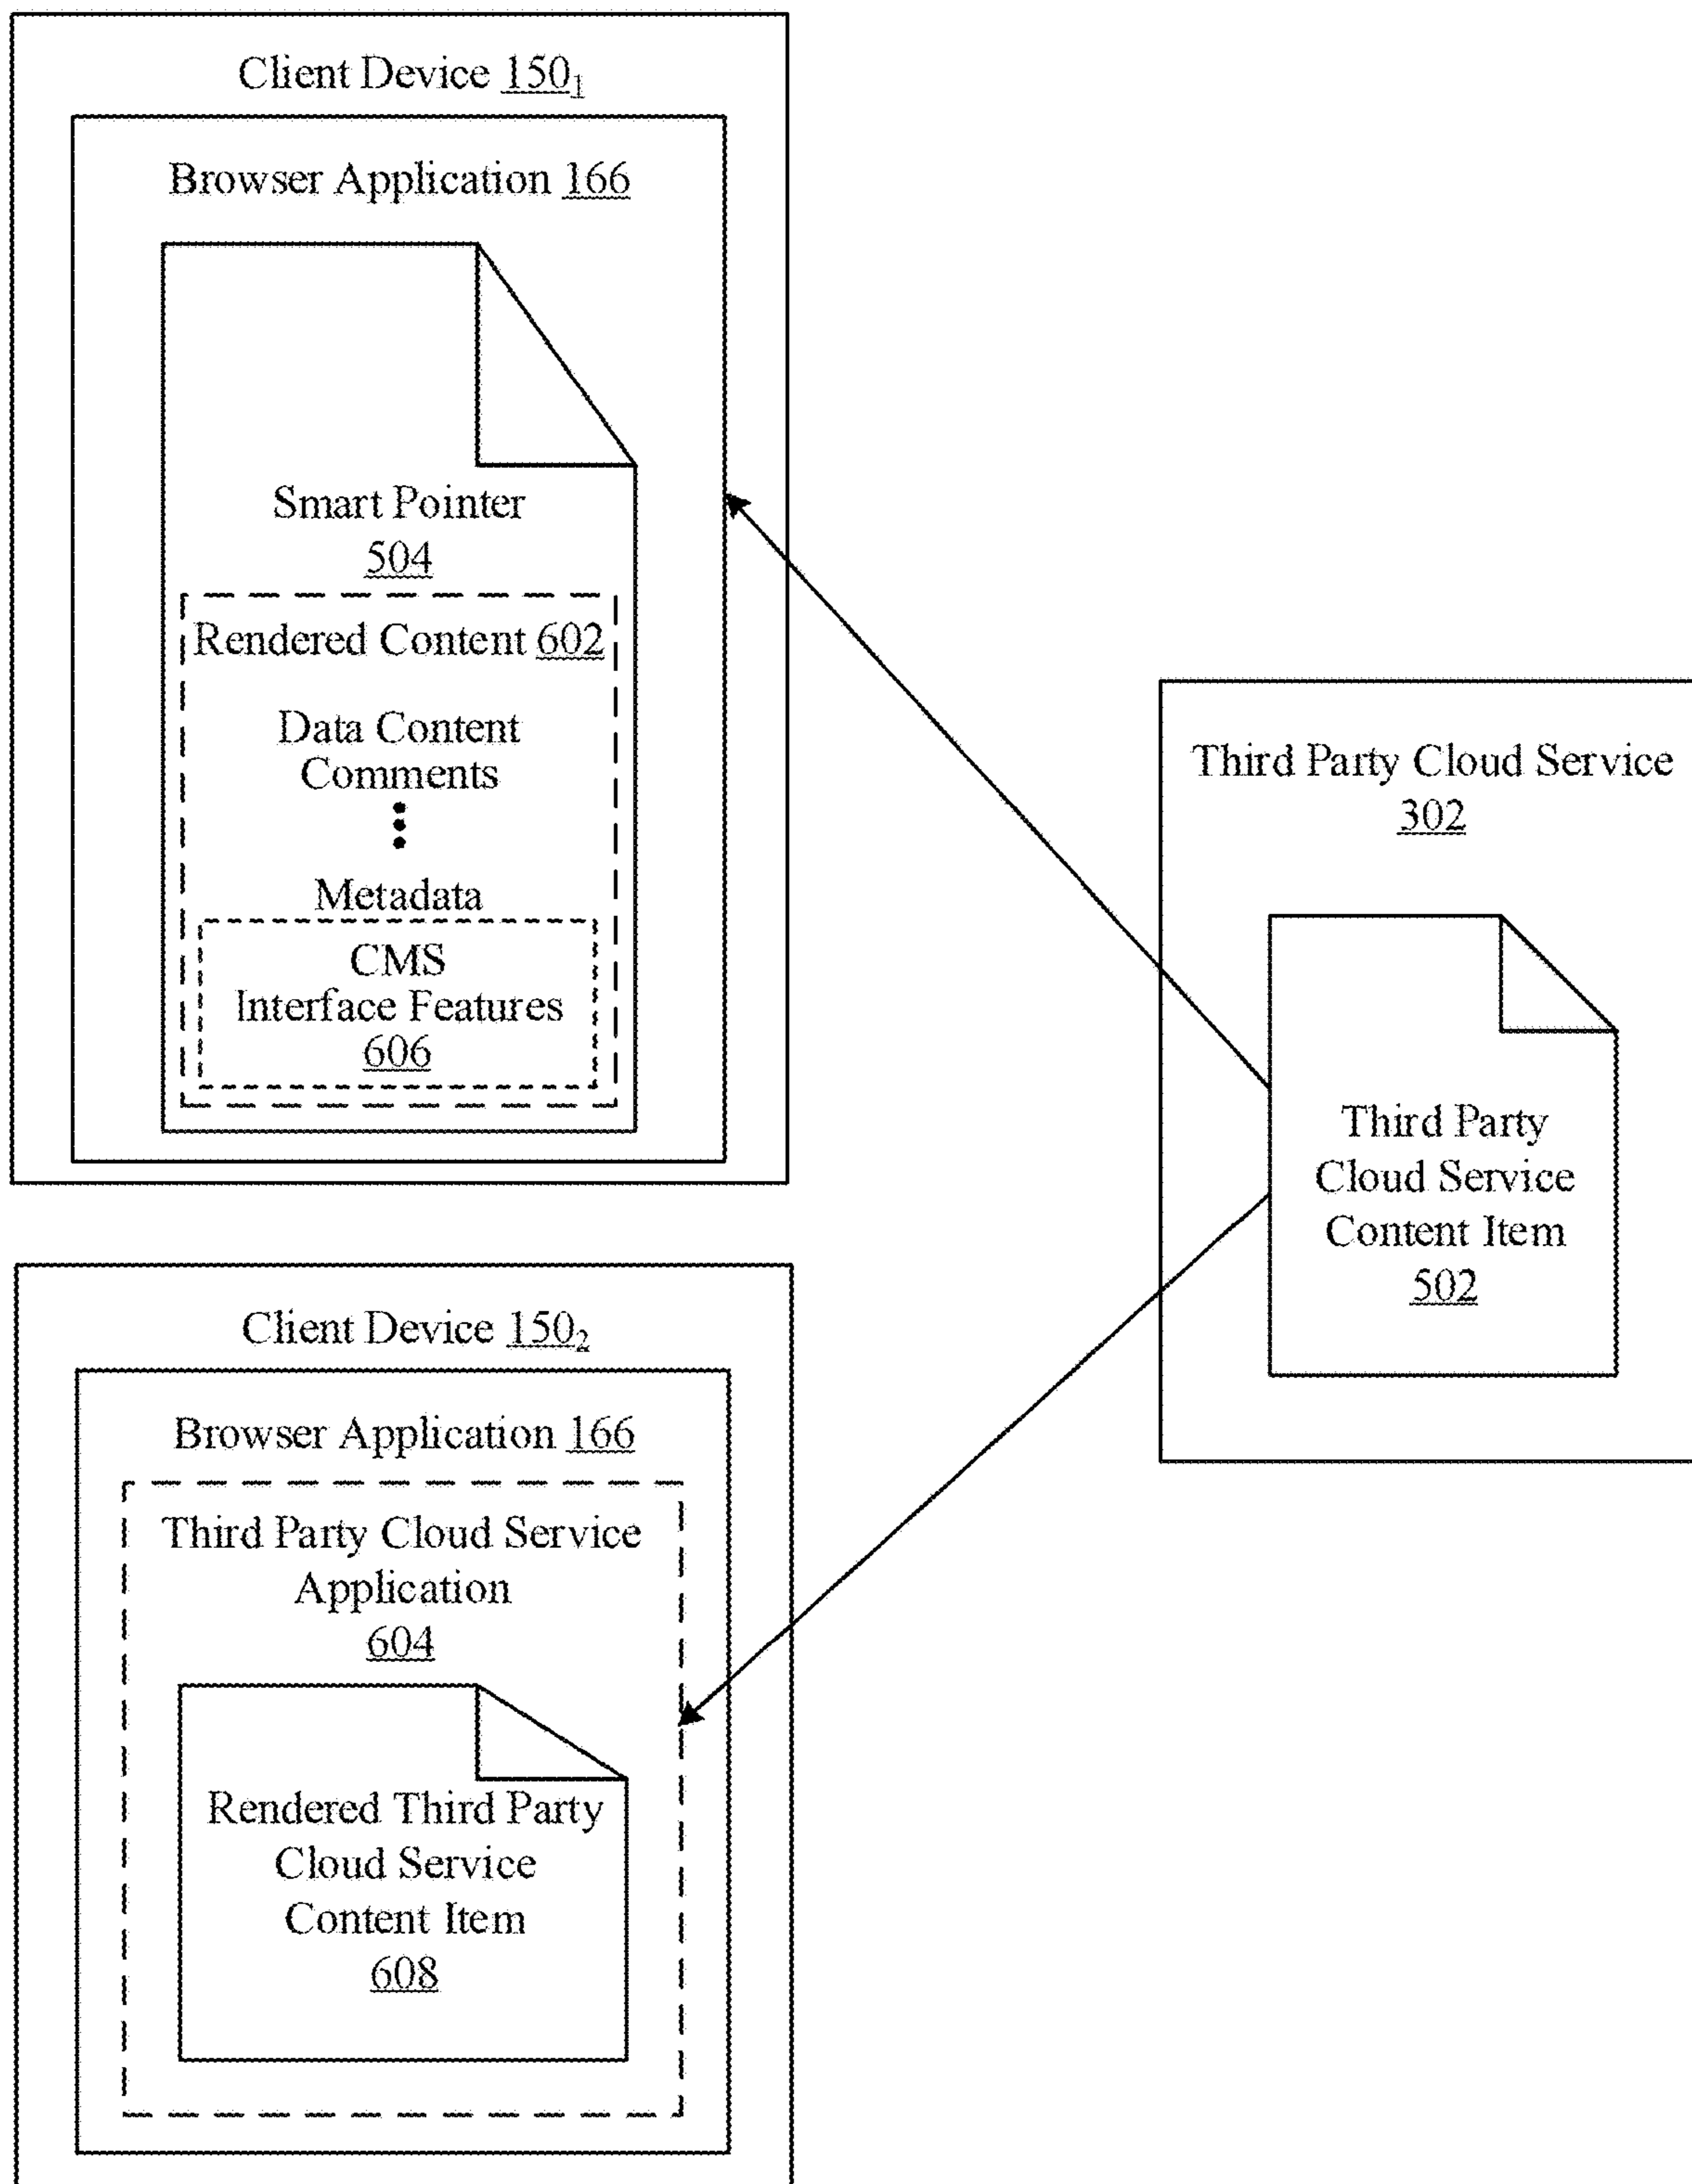 Client Device 150₁
Browser Application 166
Smart Pointer
504
Rendered Content 602
Data Content
Comments
Metadata
CMS
Interface Features
606
Third Party Cloud Service
302
Third Party
Cloud Service
Content Item
502
Client Device 150₂
Browser Application 166
Third Party Cloud Service
Application
604
Rendered Third Party
Cloud Service
Content Item
608